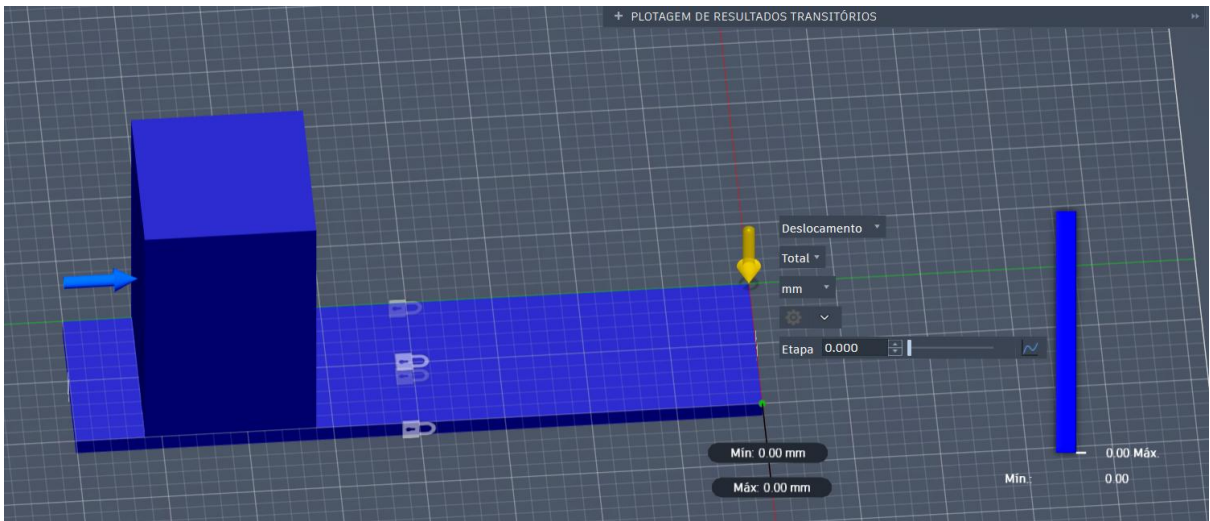 + PLOTAGEM DE RESULTADOS TRANSITÓRIOS
Deslocamento
Total
mm
Etapa 0.000
Mín: 0.00 mm
Máx: 0.00 mm
0.00 Máx.
Mín.: 0.00